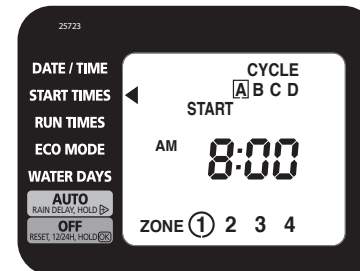 25723
DATE / TIME
START TIMES
RUN TIMES
ECO MODE
WATER DAYS
AUTO
RAIN DELAY, HOLD
OFF
RESET, 12/24H, HOLD OK
CYCLE
A B C D
START
AM 8:00
ZONE 1 2 3 4